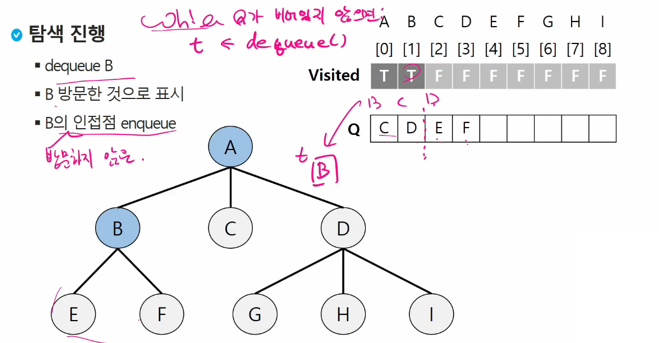 while Q가 비어있지 않으면:
t ← dequeue()
탐색 진행
dequeue B
B 방문한 것으로 표시
B의 인접점 enqueue
방문하지 않은.
A B C D E F G H I
[0] [1] [2] [3] [4] [5] [6] [7] [8]
Visited T T F F F F F F F
B C D
Q C D E F
t
B
A
B C D
E F G H I